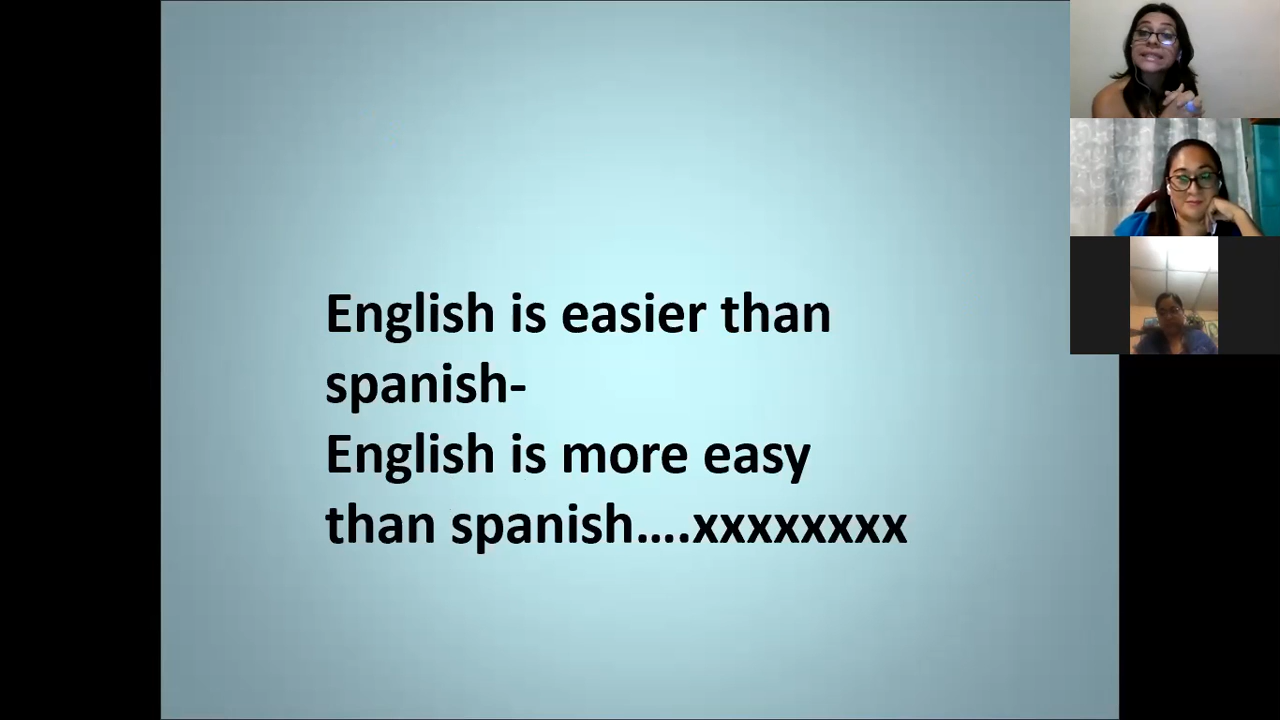 English is easier than
spanish-
English is more easy
than spanish….xxxxxxxx